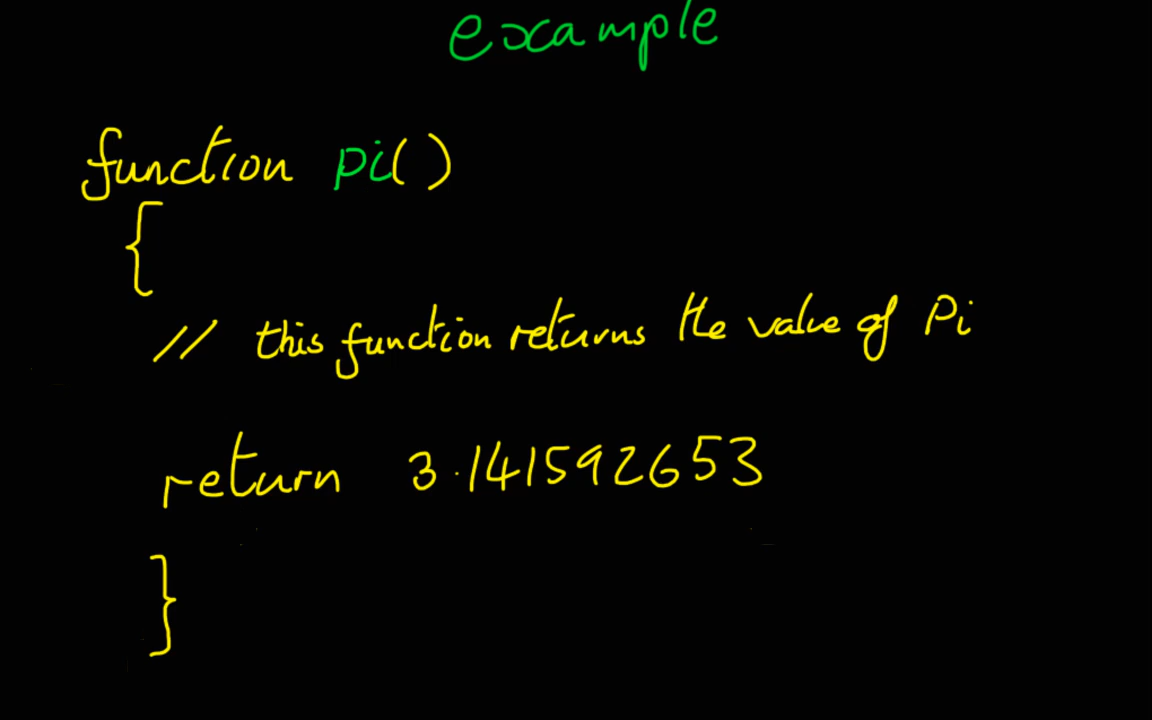 example
function pi()
{
// this function returns the value of Pi
return 3.141592653
}